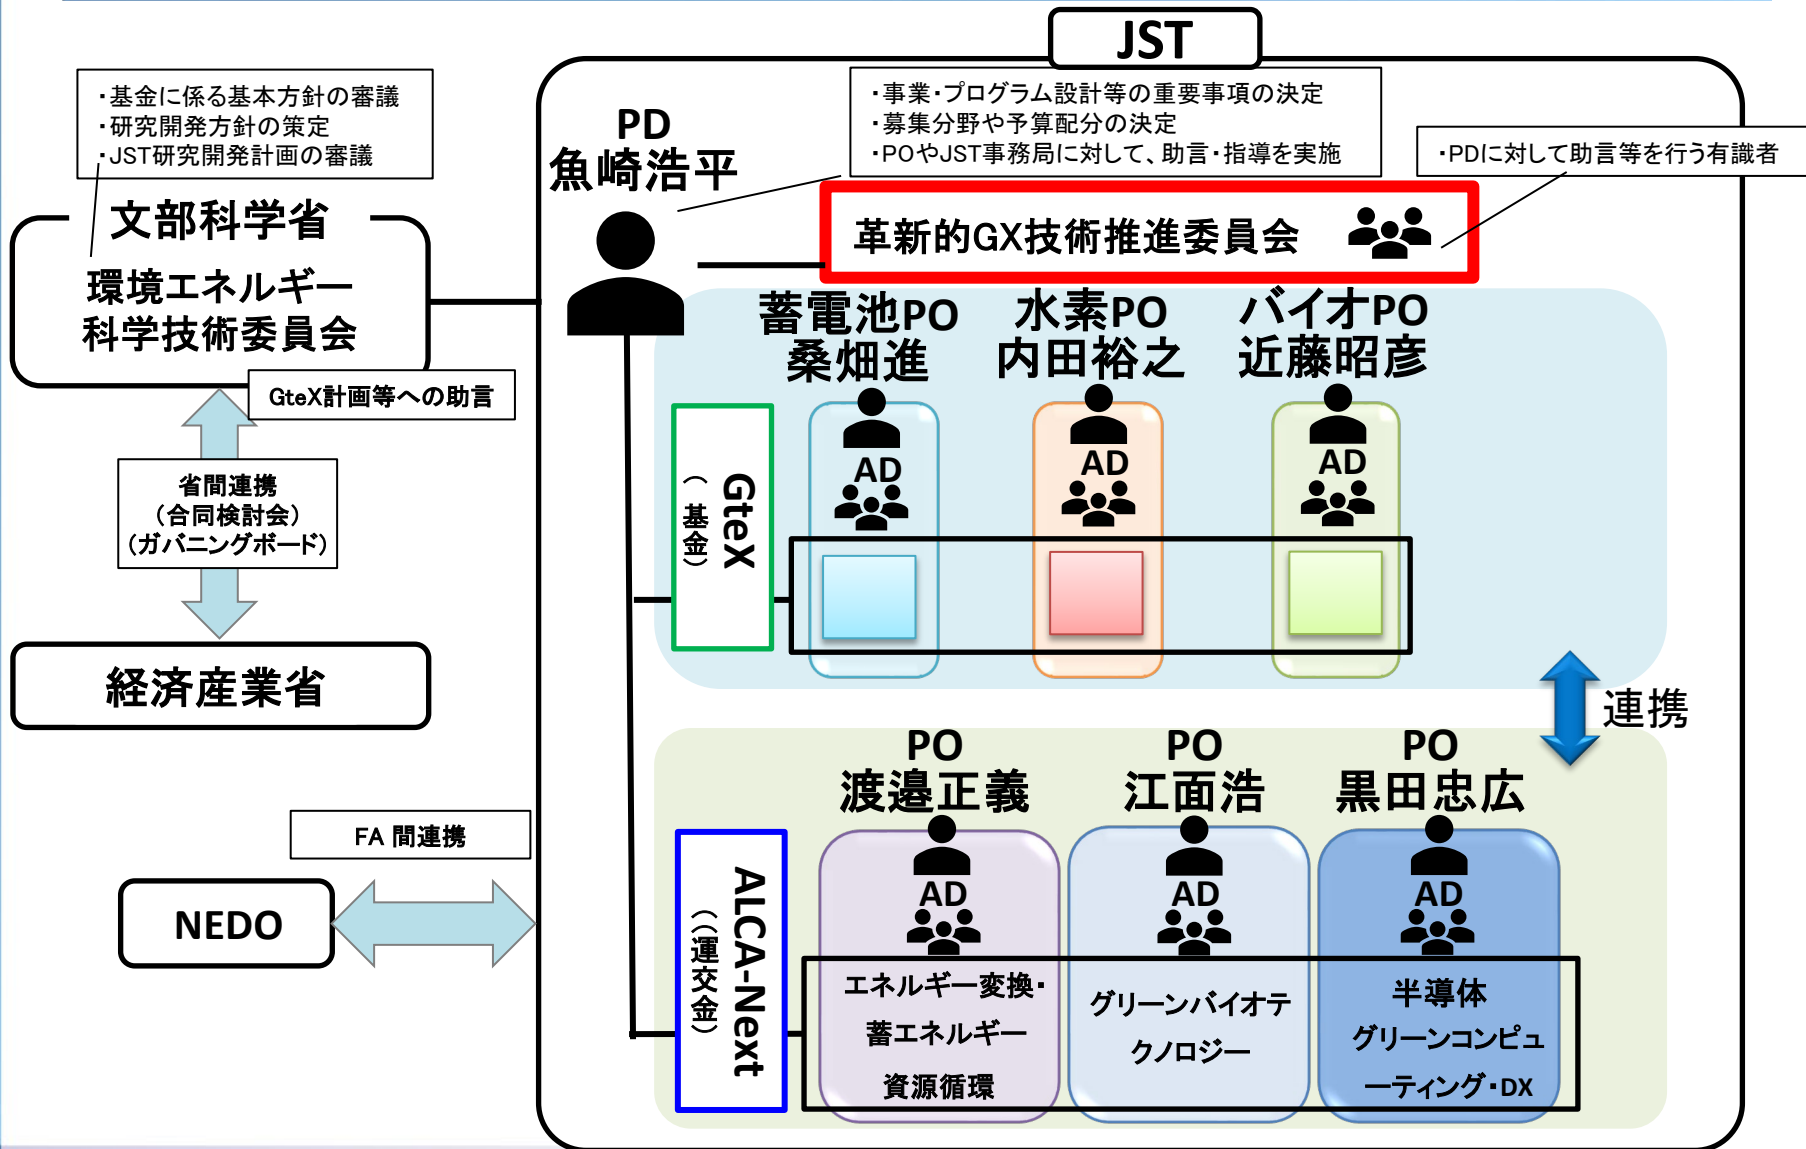 JST
・基金に係る基本方針の審議
・研究開発方針の策定
・JST研究開発計画の審議
文部科学省
環境エネルギー
科学技術委員会
GteX計画等への助言
省間連携
（合同検討会）
（ガバニングボード）
経済産業省
FA 間連携
NEDO
PD
魚崎浩平
・事業・プログラム設計等の重要事項の決定
・募集分野や予算配分の決定
・POやJST事務局に対して、助言・指導を実施
・PDに対して助言等を行う有識者
革新的GX技術推進委員会
蓄電池PO
桑畑進
水素PO
内田裕之
バイオPO
近藤昭彦
GteX
（基金）
AD
AD
AD
連携
PO
渡邉正義
PO
江面浩
PO
黒田忠広
ALCA-Next
（（運交金）
AD
エネルギー変換・
蓄エネルギー
資源循環
AD
グリーンバイオテ
クノロジー
AD
半導体
グリーンコンピュ
ーティング・DX